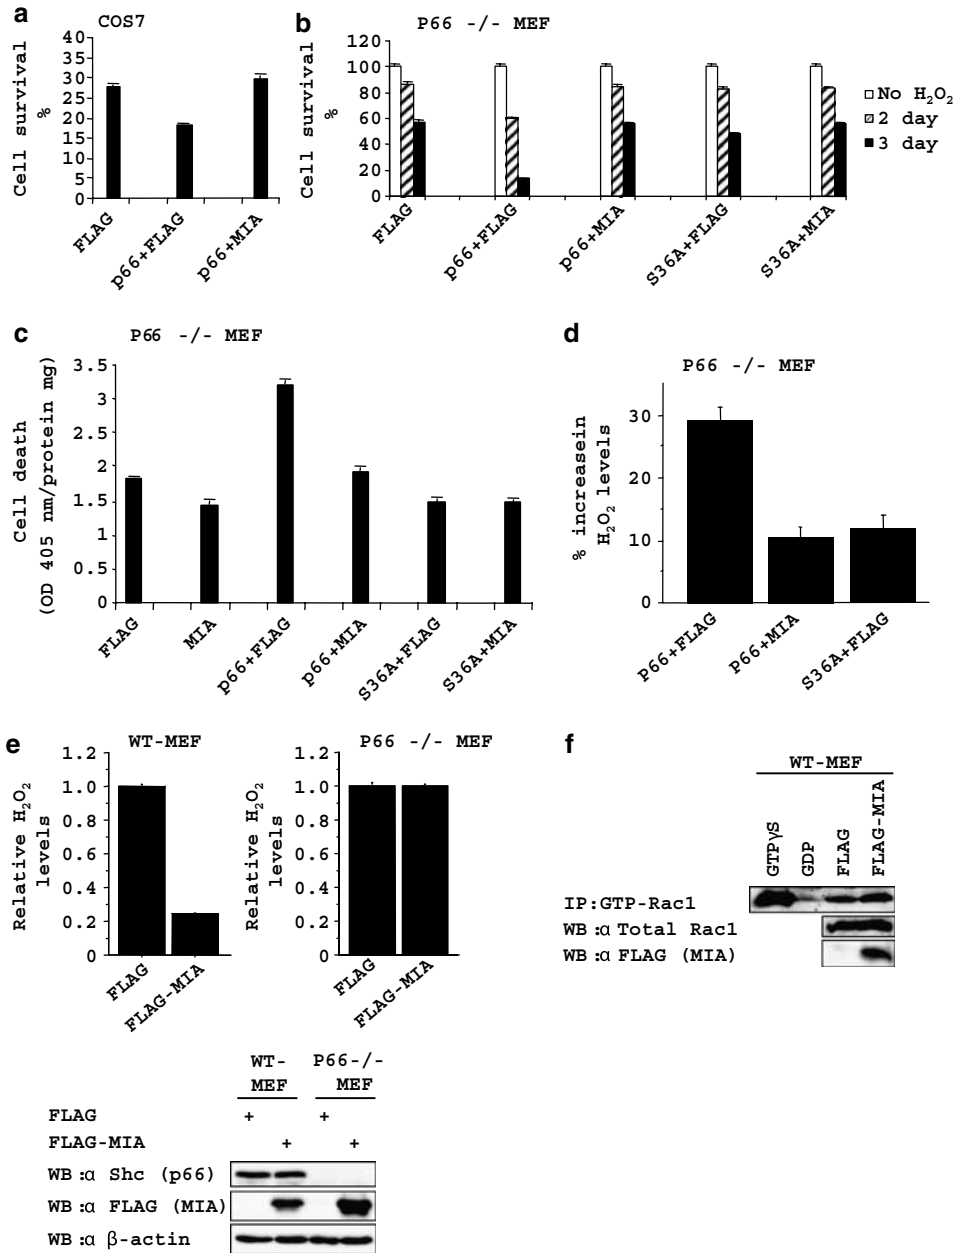 a
COS7
Cell survival
%
40
35
30
25
20
15
10
5
0
FLAG
p66+FLAG
p66+MIA
b
P66 -/- MEF
Cell survival
%
120
100
80
60
40
20
0
FLAG
p66+FLAG
p66+MIA
S36A+FLAG
S36A+MIA
No H₂O₂
2 day
3 day
c
P66 -/- MEF
Cell death
(OD 405 nm/protein mg)
3.5
3
2.5
2
1.5
1
0.5
0
FLAG
MIA
p66+FLAG
p66+MIA
S36A+FLAG
S36A+MIA
d
P66 -/- MEF
% increasein
H₂O₂ levels
30
20
10
0
P66+FLAG
P66+MIA
S36A+FLAG
e
WT-MEF
Relative H₂O₂
levels
1.2
1.0
0.8
0.6
0.4
0.2
0
FLAG
FLAG-MIA
P66 -/- MEF
Relative H₂O₂
levels
1.2
1.0
0.8
0.6
0.4
0.2
0
FLAG
FLAG-MIA
WT-
MEF
P66-/-
MEF
FLAG + +
FLAG-MIA + +
WB:α Shc (p66)
WB:α FLAG (MIA)
WB:α β-actin
f
WT-MEF
GTPγS
GDP
FLAG
FLAG-MIA
IP:GTP-Rac1
WB:α Total Rac1
WB:α FLAG (MIA)